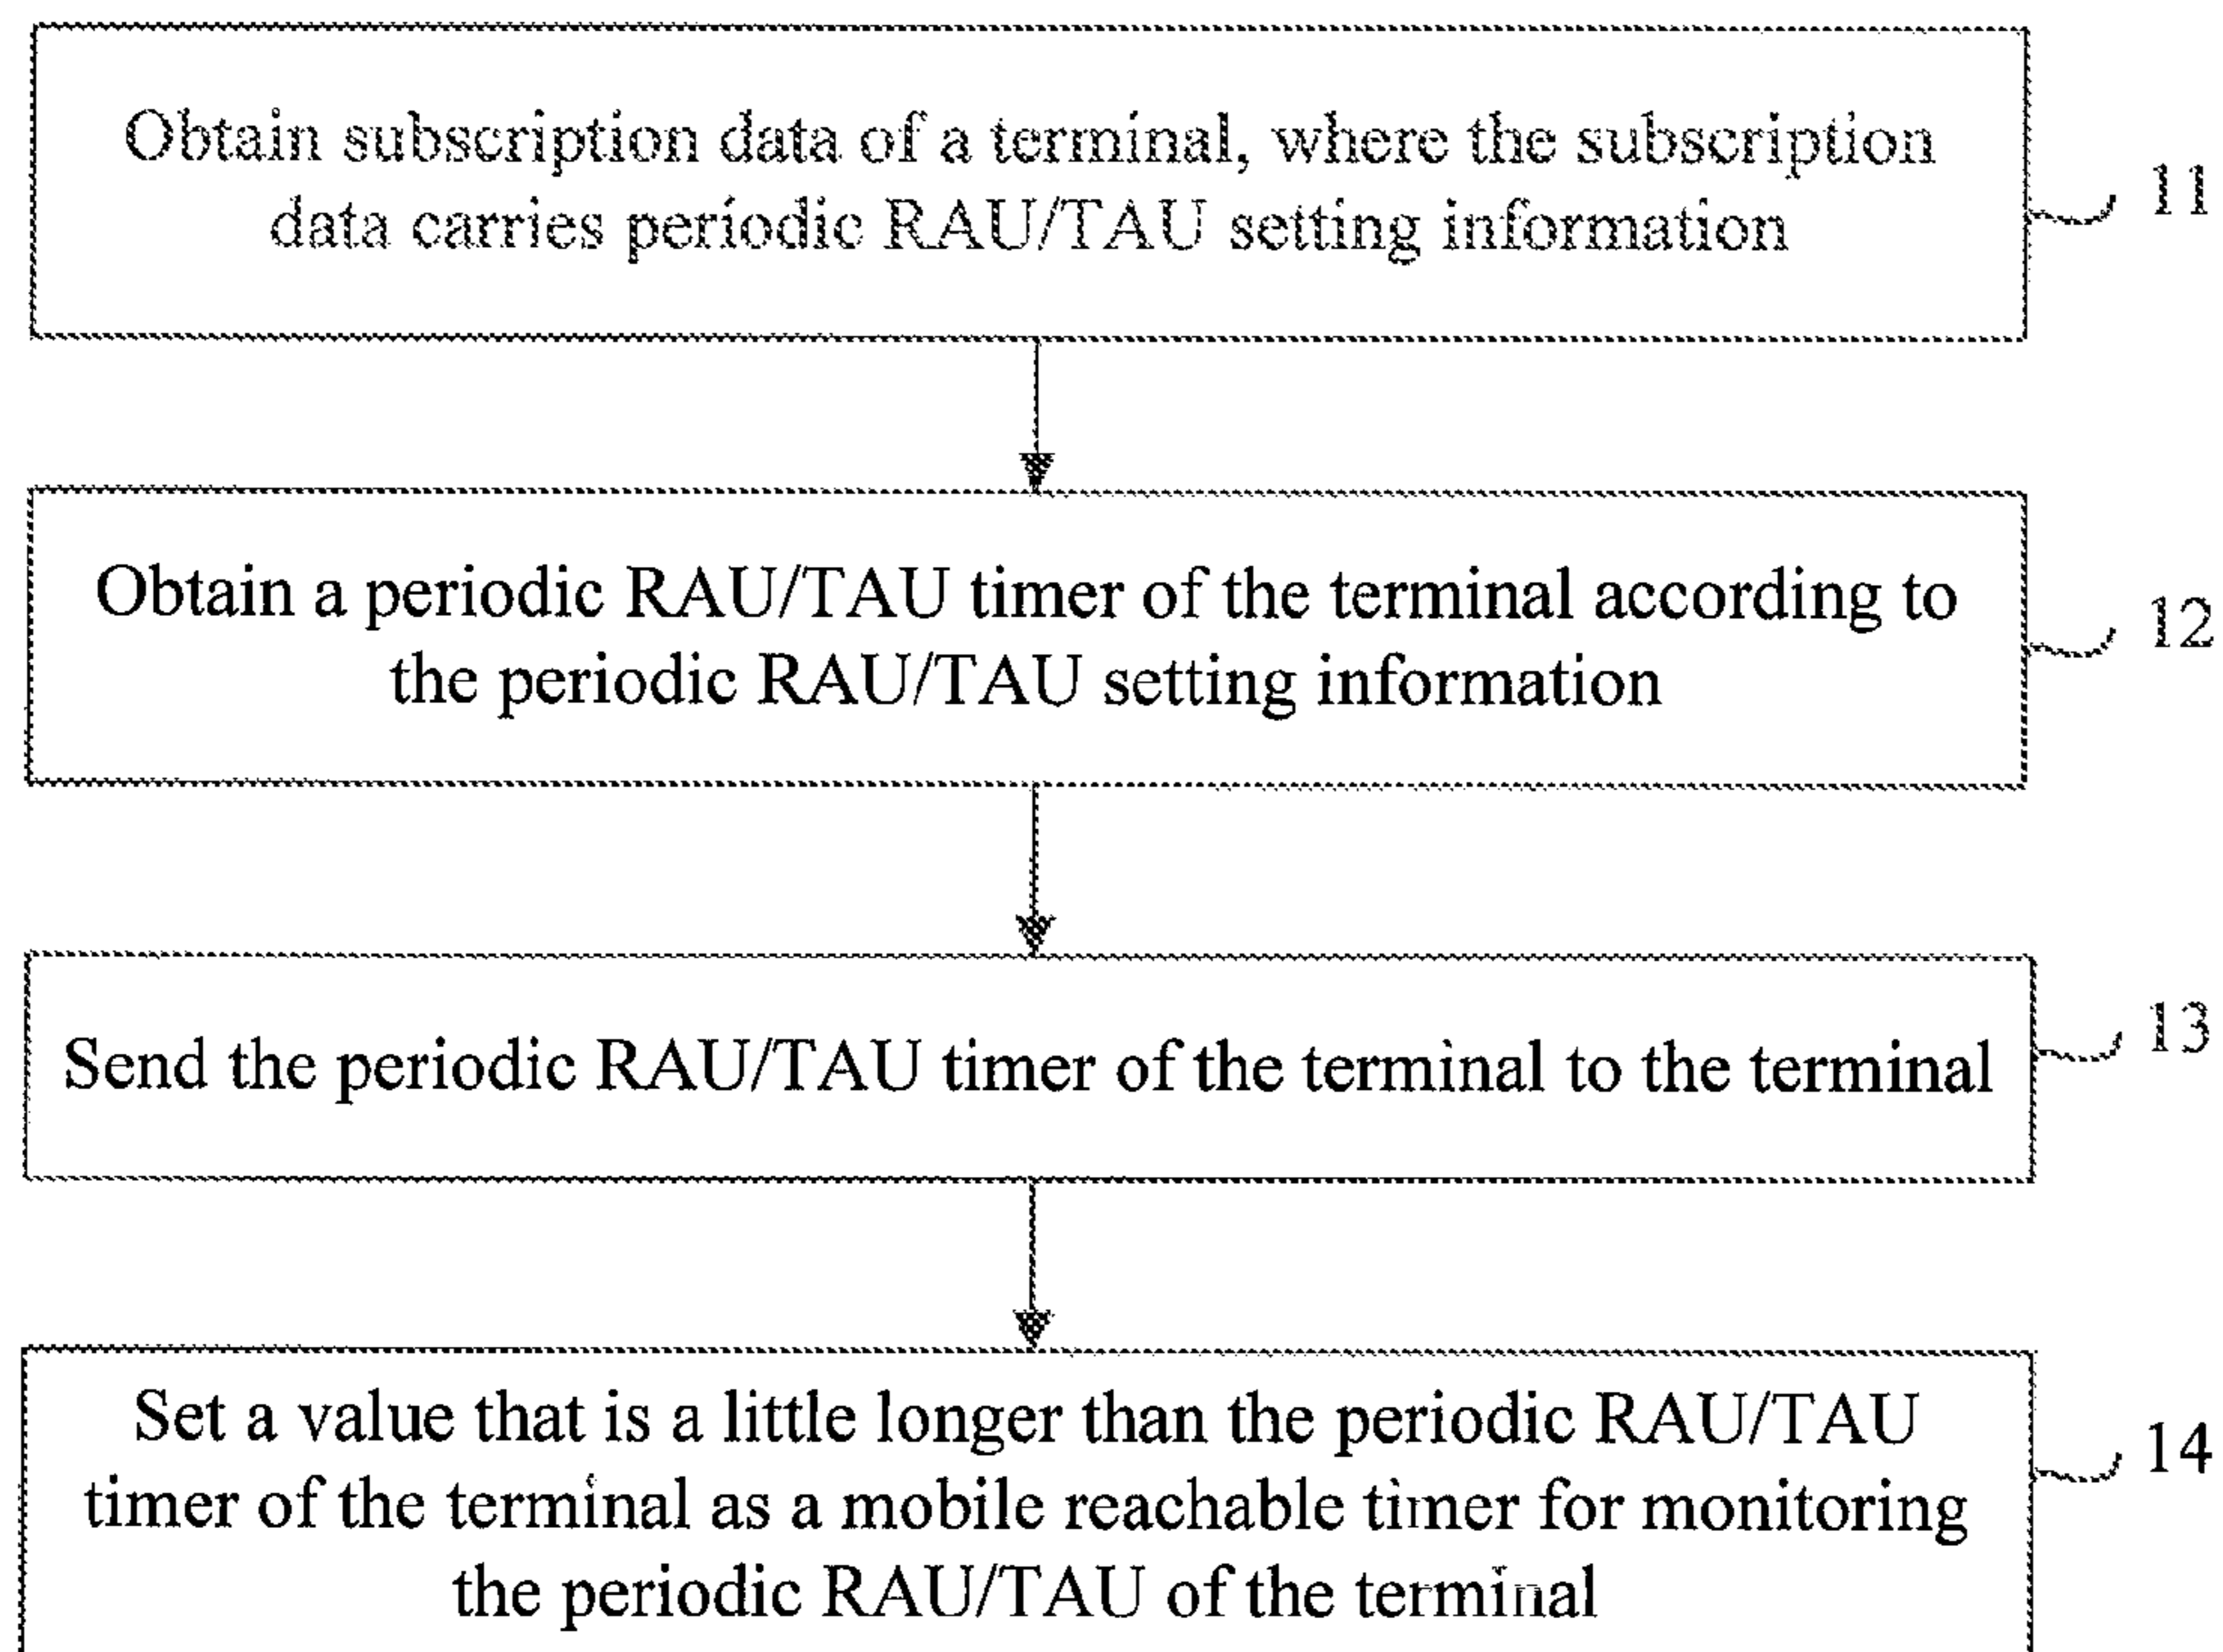 Obtain subscription data of a terminal, where the subscription
data carries periodic RAU/TAU setting information
11
Obtain a periodic RAU/TAU timer of the terminal according to
the periodic RAU/TAU setting information
12
Send the periodic RAU/TAU timer of the terminal to the terminal
13
Set a value that is a little longer than the periodic RAU/TAU
timer of the terminal as a mobile reachable timer for monitoring
the periodic RAU/TAU of the terminal
14